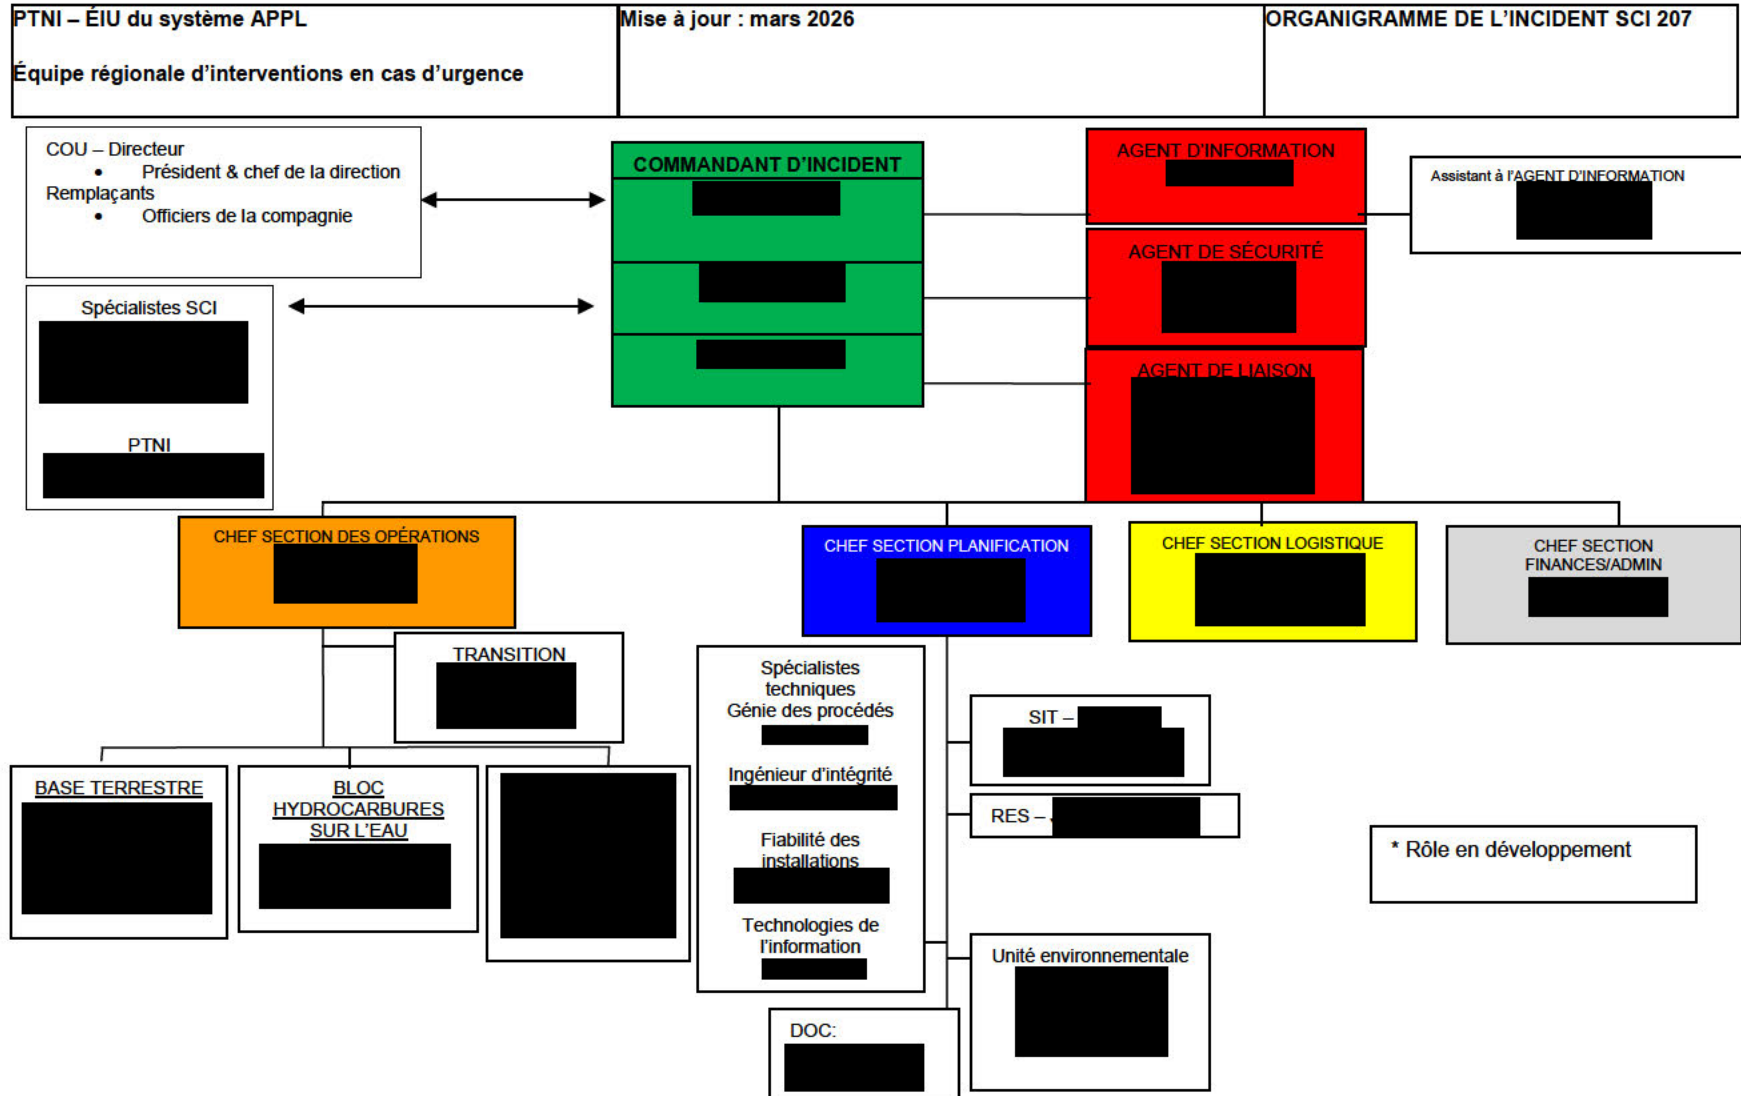 PTNI – ÉIU du système APPL
Équipe régionale d'interventions en cas d'urgence
Mise à jour : mars 2026
ORGANIGRAMME DE L'INCIDENT SCI 207
COU – Directeur
• Président & chef de la direction
Remplaçants
• Officiers de la compagnie
Spécialistes SCI
PTNI
COMMANDANT D'INCIDENT
AGENT D'INFORMATION
Assistant à l'AGENT D'INFORMATION
AGENT DE SÉCURITÉ
AGENT DE LIAISON
CHEF SECTION DES OPÉRATIONS
CHEF SECTION PLANIFICATION
CHEF SECTION LOGISTIQUE
CHEF SECTION
FINANCES/ADMIN
TRANSITION
BASE TERRESTRE
BLOC
HYDROCARBURES
SUR L'EAU
Spécialistes
techniques
Génie des procédés
Ingénieur d'intégrité
Fiabilité des
installations
Technologies de
l'information
SIT –
RES –
Unité environnementale
DOC:
* Rôle en développement